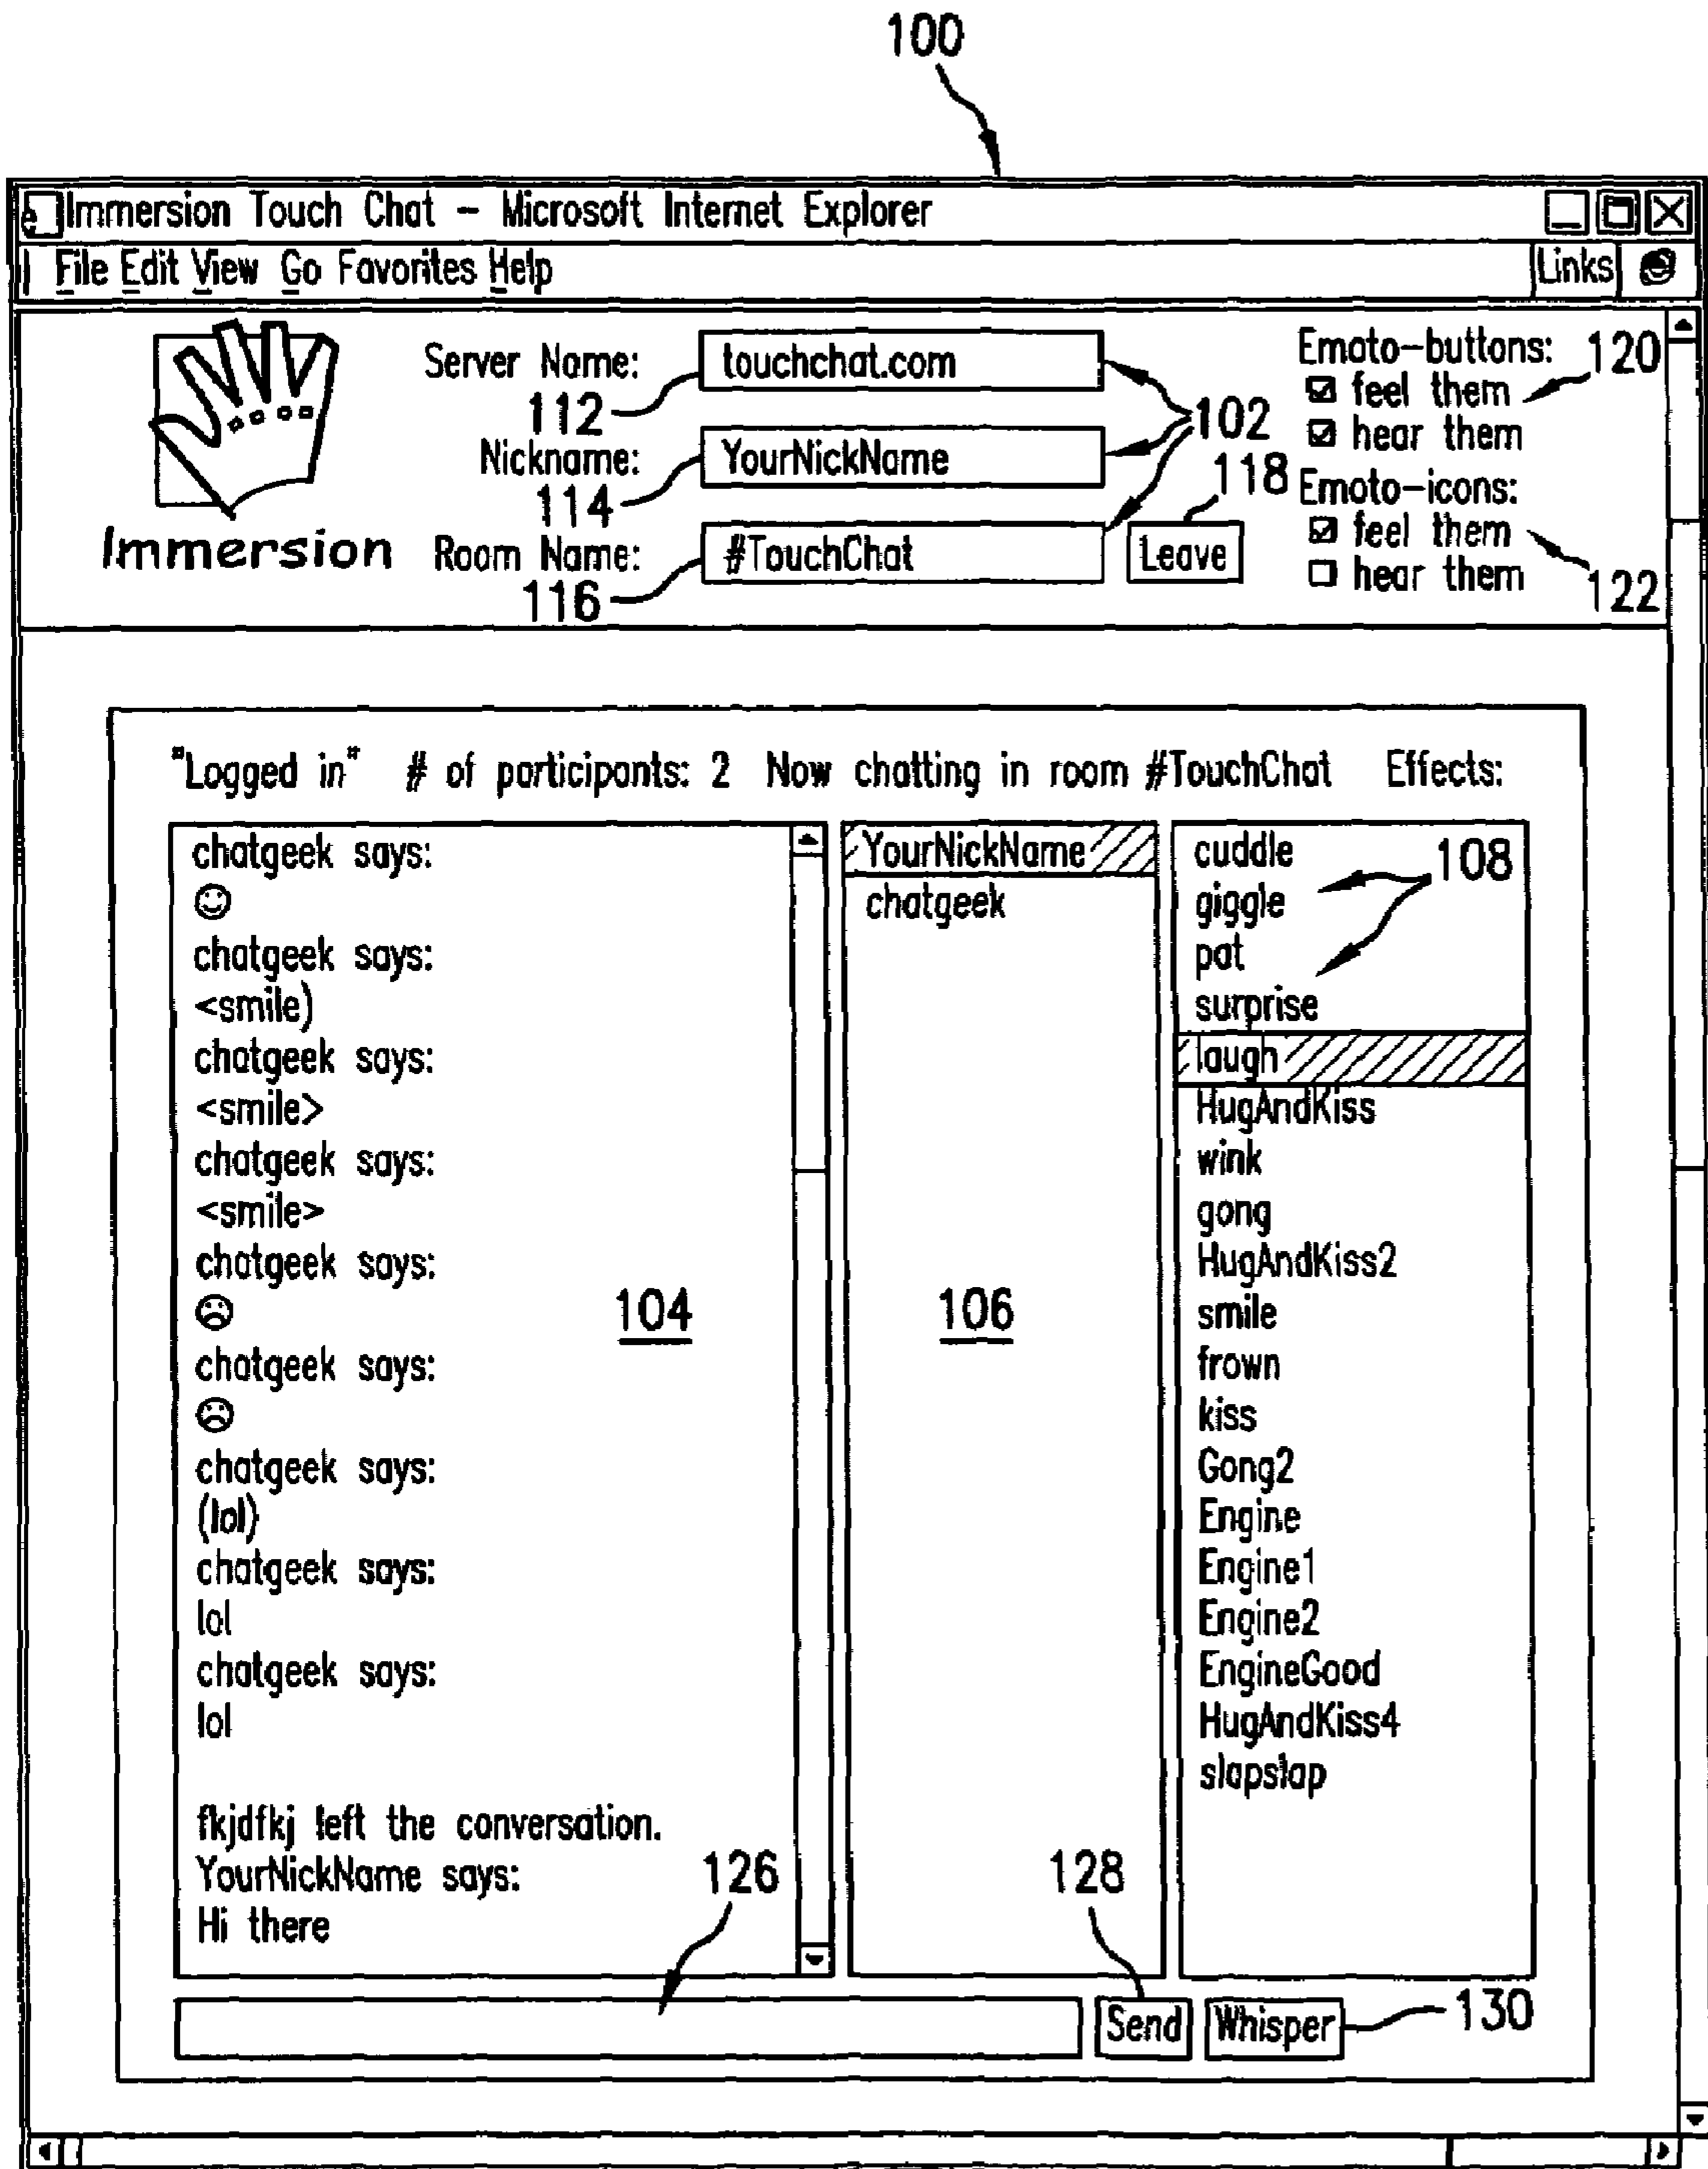 100
Immersion Touch Chat – Microsoft Internet Explorer
File Edit View Go Favorites Help Links
Server Name: touchchat.com
112
Nickname: YourNickName
114
Room Name: #TouchChat Leave
116
102
118
Emoto-buttons: 120
feel them
hear them
Emoto-icons:
feel them
hear them 122
Immersion
"Logged in" # of participants: 2 Now chatting in room #TouchChat Effects:
chatgeek says:
☺
chatgeek says:
<smile)
chatgeek says:
<smile>
chatgeek says:
<smile>
chatgeek says:
☹
chatgeek says:
☹
chatgeek says:
(lol)
chatgeek says:
lol
chatgeek says:
lol
fkjdfkj left the conversation.
YourNickName says:
Hi there
104
YourNickName
chatgeek
106
cuddle
giggle
pat
surprise
laugh
HugAndKiss
wink
gong
HugAndKiss2
smile
frown
kiss
Gong2
Engine
Engine1
Engine2
EngineGood
HugAndKiss4
slapslap
108
126
128
Send Whisper 130